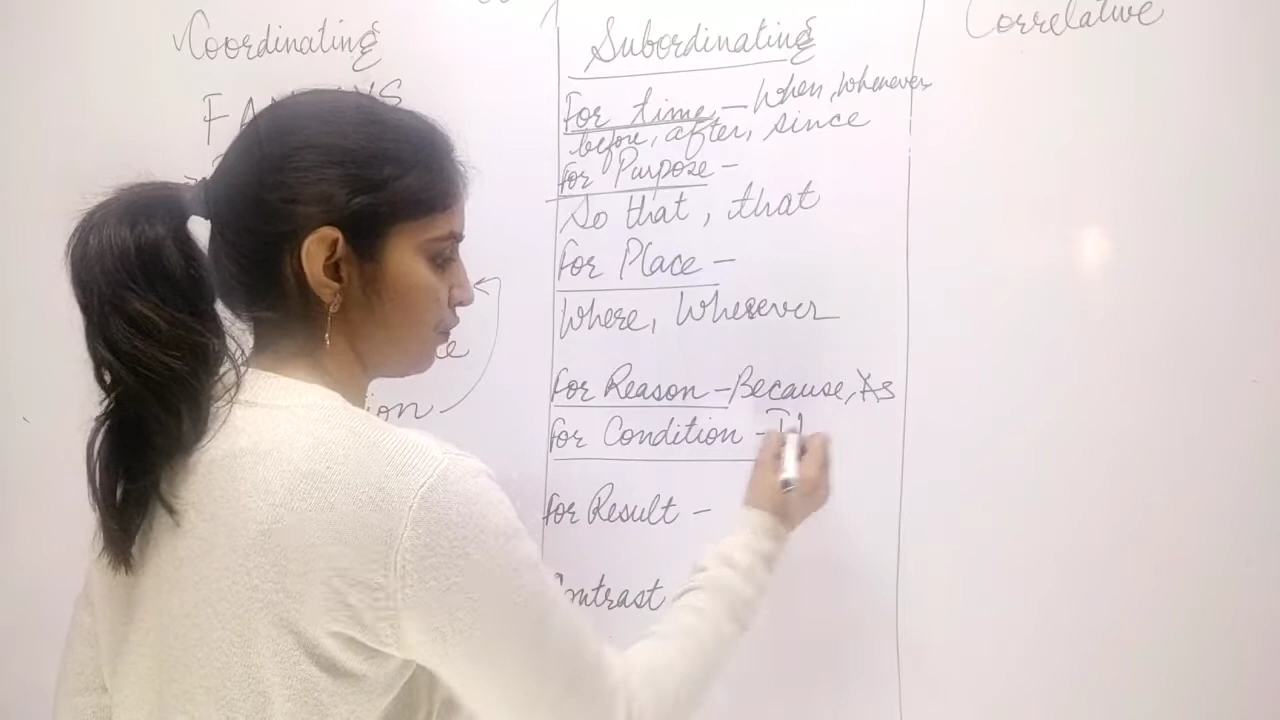 Coordinating
Subordinating
For time - When, Whenever
before, after, since
For Purpose -
So that, that
For Place -
Where, Wherever
For Reason - Because, As
For Condition - If
For Result -
Contrast
Correlative